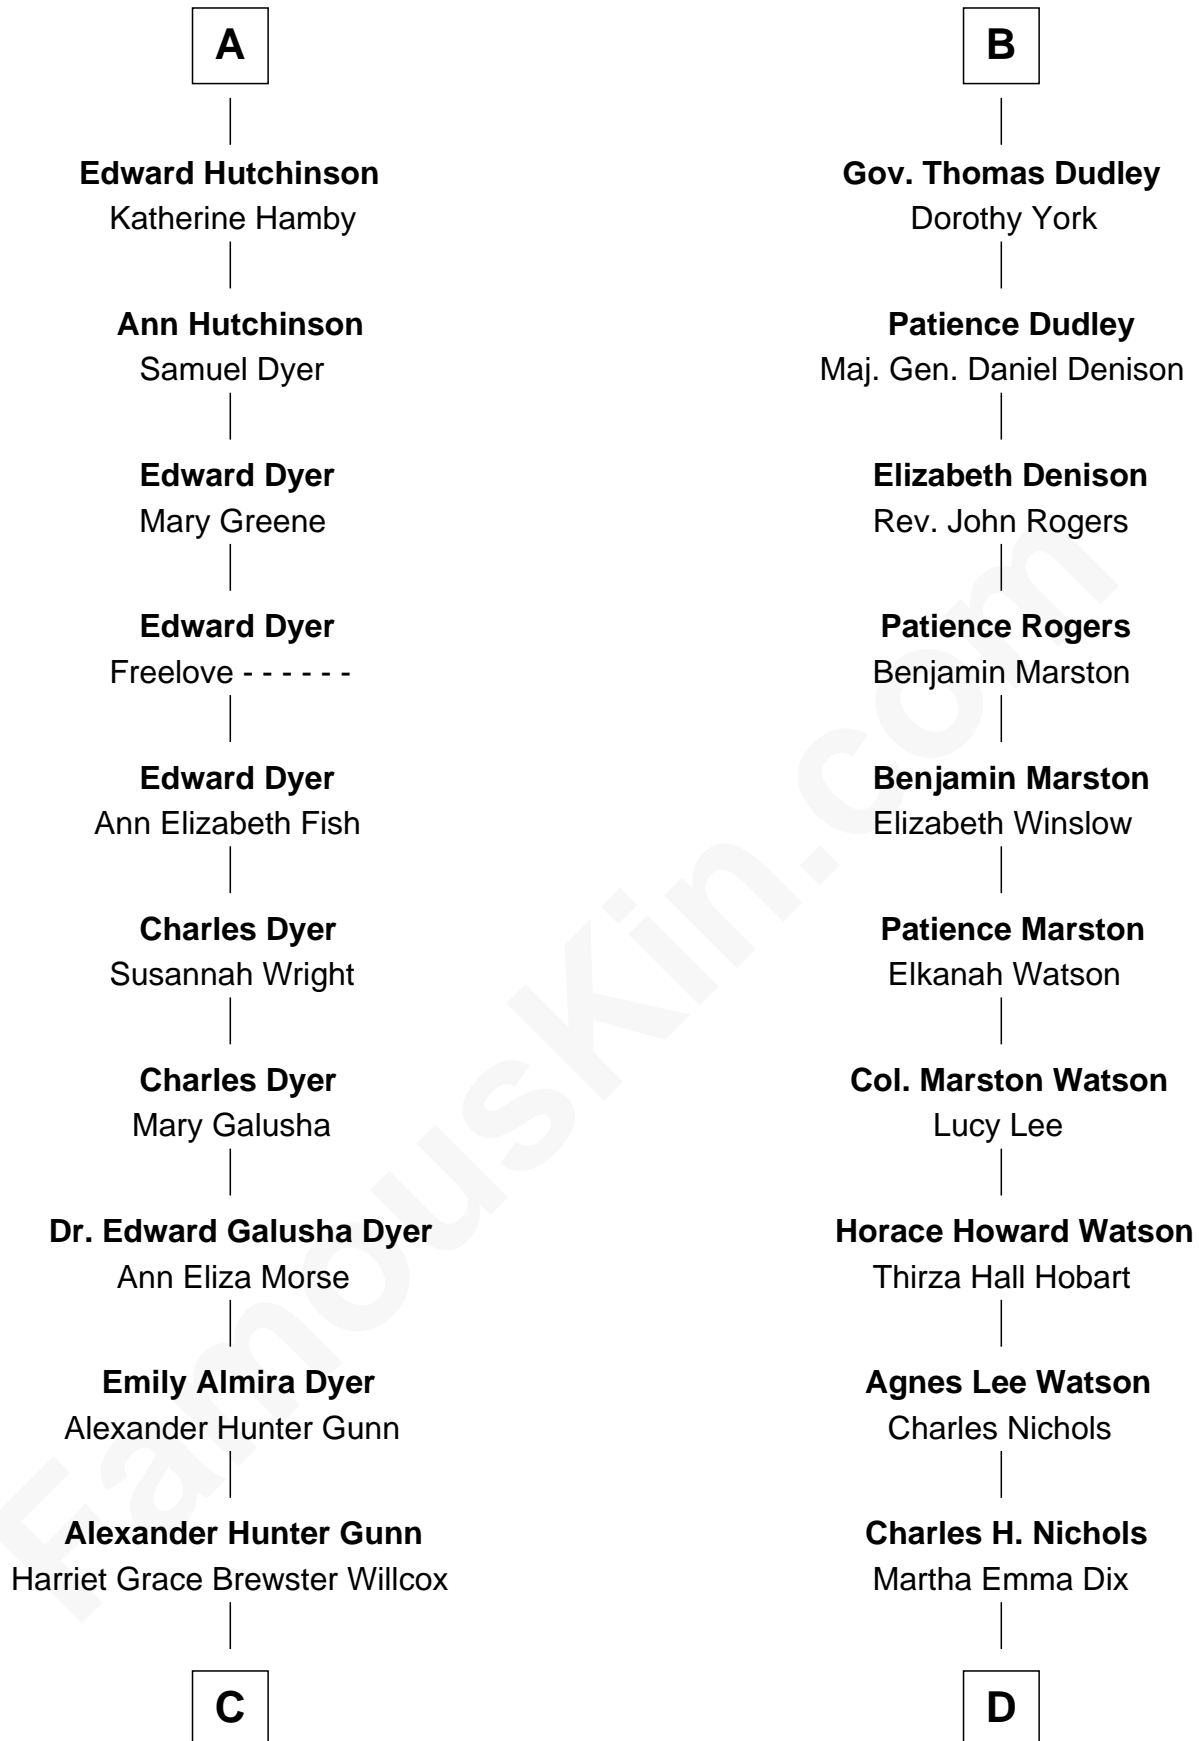 A
Edward Hutchinson
Katherine Hamby
Ann Hutchinson
Samuel Dyer
Edward Dyer
Mary Greene
Edward Dyer
Freelove - - - - - -
Edward Dyer
Ann Elizabeth Fish
Charles Dyer
Susannah Wright
Charles Dyer
Mary Galusha
Dr. Edward Galusha Dyer
Ann Eliza Morse
Emily Almira Dyer
Alexander Hunter Gunn
Alexander Hunter Gunn
Harriet Grace Brewster Willcox
C
B
Gov. Thomas Dudley
Dorothy York
Patience Dudley
Maj. Gen. Daniel Denison
Elizabeth Denison
Rev. John Rogers
Patience Rogers
Benjamin Marston
Benjamin Marston
Elizabeth Winslow
Patience Marston
Elkanah Watson
Col. Marston Watson
Lucy Lee
Horace Howard Watson
Thirza Hall Hobart
Agnes Lee Watson
Charles Nichols
Charles H. Nichols
Martha Emma Dix
D
FamousKin.com